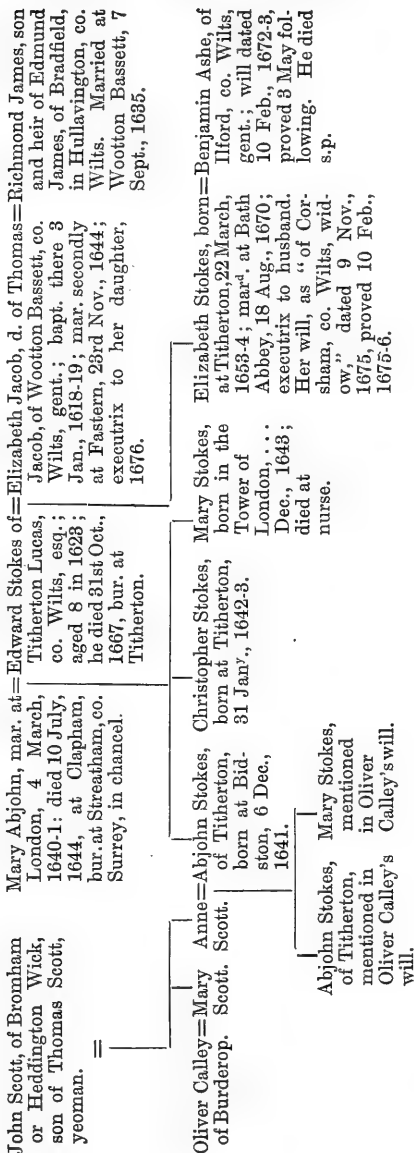 John Scott, of Bromham
or Heddington Wick,
son of Thomas Scott,
yeoman.
=
Mary Abjohn, mar. at=Edward Stokes of=Elizabeth Jacob, d. of Thomas=Richmond James, son
London, 4 March,
1640-1: died 10 July,
1644, at Clapham,
bur. at Streatham, co.
Surrey, in chancel.
Titherton Lucas,
co. Wilts, esq.;
aged 8 in 1623;
he died 31st Oct.,
1667, bur. at
Titherton.
Jacob, of Wootton Bassett, co.
Wilts, gent.; bapt. there 3
Jan., 1618-19; mar. secondly
at Fastern, 23rd Nov., 1644;
executrix to her daughter,
1676.
and heir of Edmund
James, of Bradfield,
in Hullavington, co.
Wilts. Married at
Wootton Bassett, 7
Sept., 1635.
Oliver Calley=Mary
of Burderop. Scott.
Anne=Abjohn Stokes,
Scott.
of Titherton,
born at Bid-
ston, 6 Dec.,
1641.
Christopher Stokes,
born at Titherton,
31 Jany., 1642-3.
Mary Stokes,
born in the
Tower of
London, ...
Dec., 1643;
died at
nurse.
Elizabeth Stokes, born=Benjamin Ashe, of
at Titherton, 22 March,
1653-4; mard. at Bath
Abbey, 18 Aug., 1670;
executrix to husband.
Her will, as "of Cor-
sham, co. Wilts, wid-
ow," dated 9 Nov.,
1675, proved 10 Feb.,
1675-6.
Ilford, co. Wilts,
gent.; will dated
10 Feb., 1672-3,
proved 3 May fol-
lowing. He died
s.p.
Abjohn Stokes,
of Titherton,
mentioned in
Oliver Calley's
will.
Mary Stokes,
mentioned
in Oliver
Calley's will.